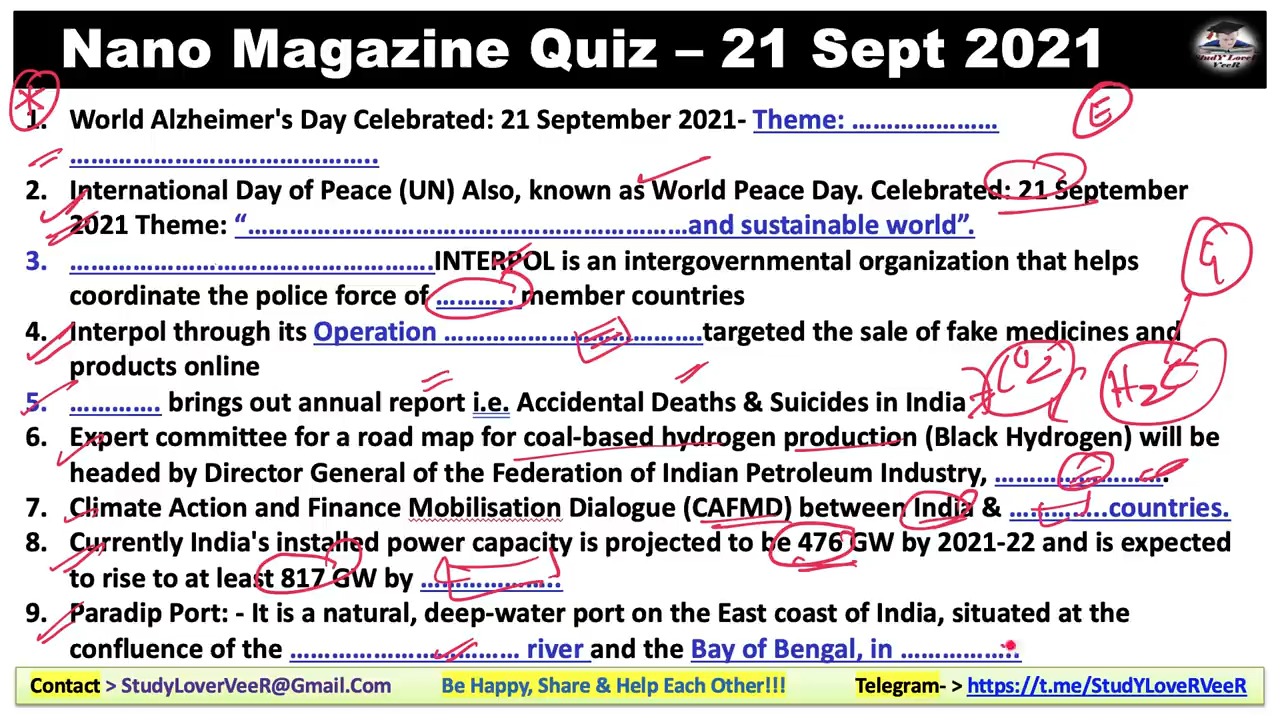 Nano Magazine Quiz – 21 Sept 2021
StudY LoveR
VeeR
1. World Alzheimer's Day Celebrated: 21 September 2021- Theme: …………………
……………………………………..
E
2. International Day of Peace (UN) Also, known as World Peace Day. Celebrated: 21 September
2021 Theme: “………………………………………………………and sustainable world”.
3. …………………………………………….INTERPOL is an intergovernmental organization that helps
coordinate the police force of ……….. member countries
4. Interpol through its Operation ……………………………….targeted the sale of fake medicines and
products online
5. …………. brings out annual report i.e. Accidental Deaths & Suicides in India
6. Expert committee for a road map for coal-based hydrogen production (Black Hydrogen) will be
headed by Director General of the Federation of Indian Petroleum Industry, …………………….
7. Climate Action and Finance Mobilisation Dialogue (CAFMD) between India & …………..countries.
8. Currently India's installed power capacity is projected to be 476 GW by 2021-22 and is expected
to rise to at least 817 GW by ………………..
9. Paradip Port: - It is a natural, deep-water port on the East coast of India, situated at the
confluence of the …………………………… river and the Bay of Bengal, in ……………..
Contact > StudyLoverVeeR@Gmail.Com Be Happy, Share & Help Each Other!!! Telegram- > https://t.me/StudYLoveRVeeR